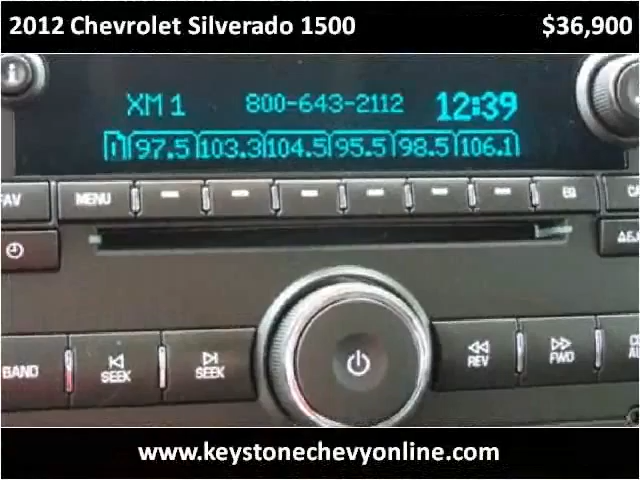 2012 Chevrolet Silverado 1500 $36,900
XM 1 800-643-2112 12:39
97.5 103.3 104.5 95.5 98.5 106.1
FAV MENU EQ
BAND SEEK SEEK REV FWD
www.keystonechevyonline.com